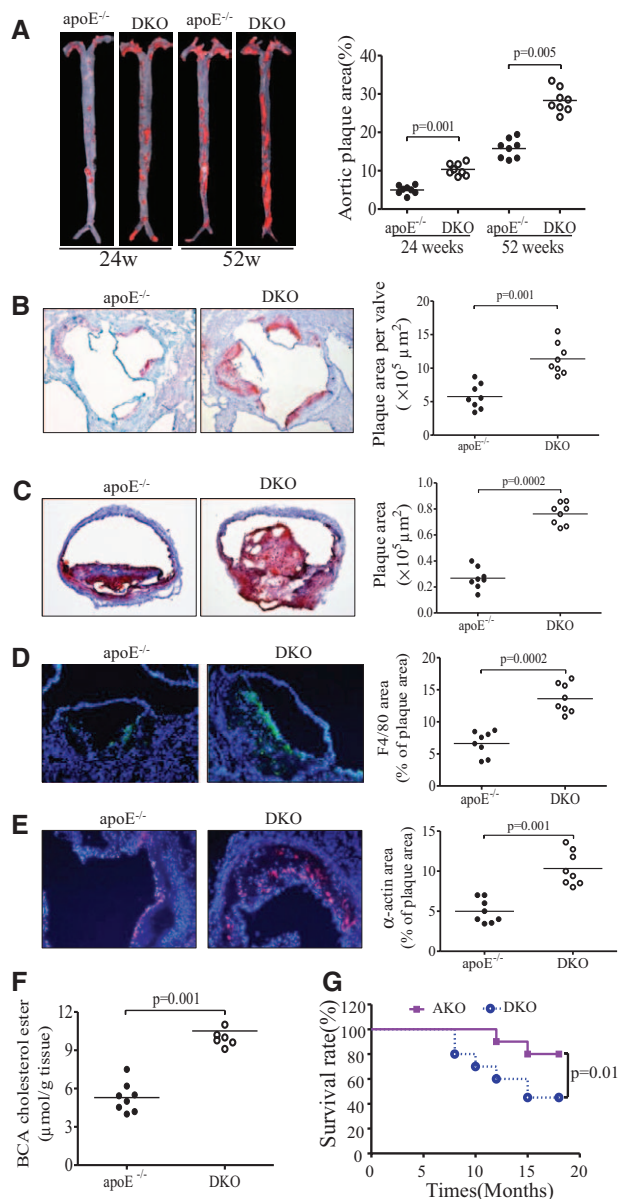 A
apoE-/-
DKO
apoE-/-
DKO
24w
52w
Aortic plaque area(%)
40
30
20
10
0
p=0.001
p=0.005
apoE-/-
DKO
apoE-/-
DKO
24 weeks
52 weeks
B
apoE-/-
DKO
Plaque area per valve
( ×10⁵ μm2)
20
15
10
5
0
p=0.001
apoE-/-
DKO
C
apoE-/-
DKO
Plaque area
(×10⁵μm²)
1.0
0.8
0.6
0.4
0.2
0.0
p=0.0002
apoE-/-
DKO
D
apoE-/-
DKO
F4/80 area
(% of plaque area)
20
15
10
5
0
p=0.0002
apoE-/-
DKO
E
apoE-/-
DKO
α-actin area
(% of plaque area)
15
10
5
0
p=0.001
apoE-/-
DKO
F
BCA cholesterol ester
(μmol/g tissue)
12
9
6
3
0
p=0.001
apoE-/-
DKO
G
AKO
DKO
Survival rate(%)
100
80
60
40
20
0
p=0.01
0
10
15
20
Times(Months)